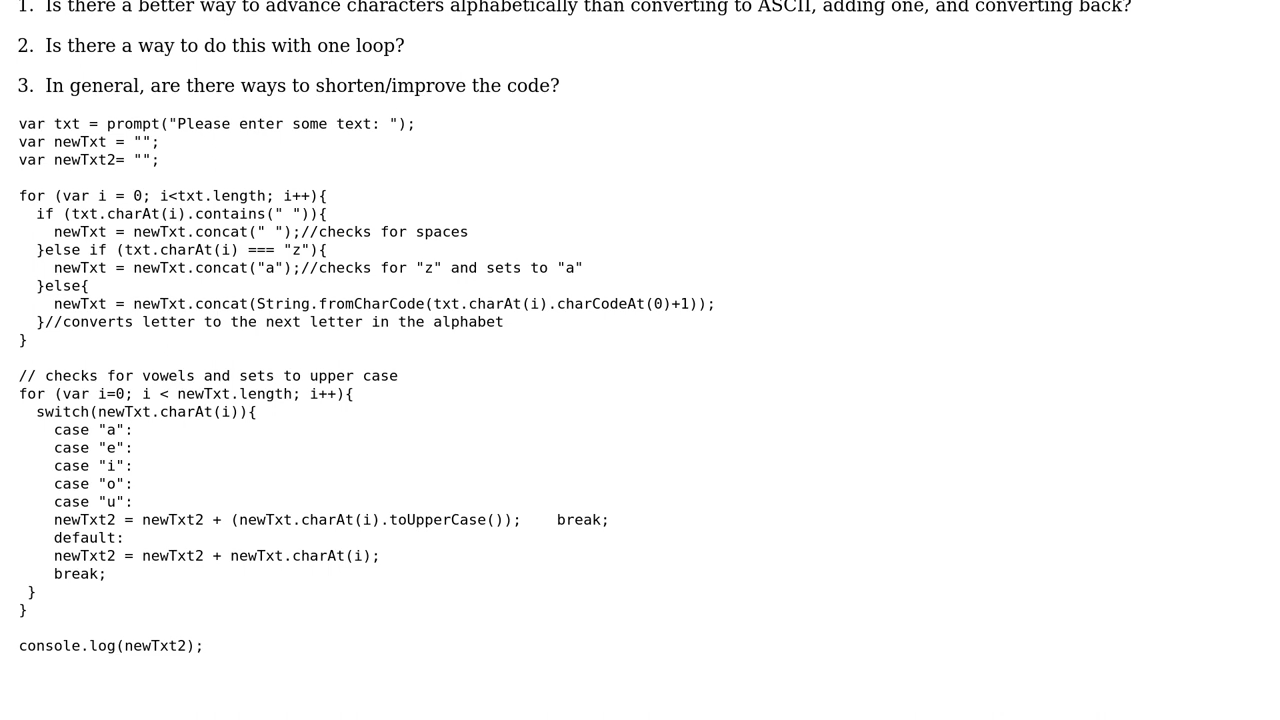 1. Is there a better way to advance characters alphabetically than converting to ASCII, adding one, and converting back?
2. Is there a way to do this with one loop?
3. In general, are there ways to shorten/improve the code?
var txt = prompt("Please enter some text: ");
var newTxt = "";
var newTxt2= "";

for (var i = 0; i<txt.length; i++){
  if (txt.charAt(i).contains(" ")){
    newTxt = newTxt.concat(" ");//checks for spaces
  }else if (txt.charAt(i) === "z"){
    newTxt = newTxt.concat("a");//checks for "z" and sets to "a"
  }else{
    newTxt = newTxt.concat(String.fromCharCode(txt.charAt(i).charCodeAt(0)+1));
  }//converts letter to the next letter in the alphabet
}

// checks for vowels and sets to upper case
for (var i=0; i < newTxt.length; i++){
  switch(newTxt.charAt(i)){
    case "a":
    case "e":
    case "i":
    case "o":
    case "u":
    newTxt2 = newTxt2 + (newTxt.charAt(i).toUpperCase());    break;
    default:
    newTxt2 = newTxt2 + newTxt.charAt(i);
    break;
 }
}

console.log(newTxt2);